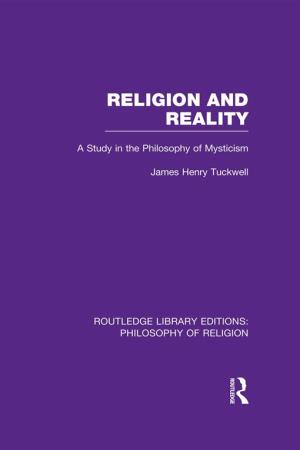 RELIGION AND
REALITY
A Study in the Philosophy of Mysticism
James Henry Tuckwell
ROUTLEDGE LIBRARY EDITIONS:
PHILOSOPHY OF RELIGION
ROUTLEDGE